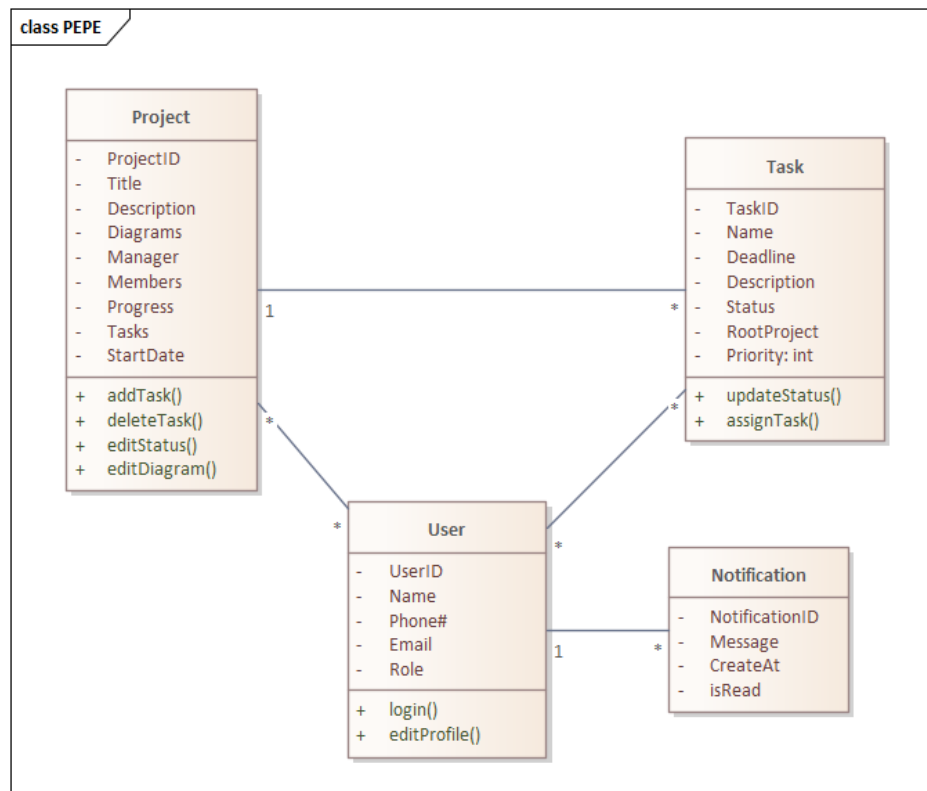 class PEPE
Project
- ProjectID
- Title
- Description
- Diagrams
- Manager
- Members
- Progress
- Tasks
- StartDate
+ addTask()
+ deleteTask()
+ editStatus()
+ editDiagram()
Task
- TaskID
- Name
- Deadline
- Description
- Status
- RootProject
- Priority: int
+ updateStatus()
+ assignTask()
1
*
*
*
*
*
User
- UserID
- Name
- Phone#
- Email
- Role
+ login()
+ editProfile()
1
*
Notification
- NotificationID
- Message
- CreateAt
- isRead